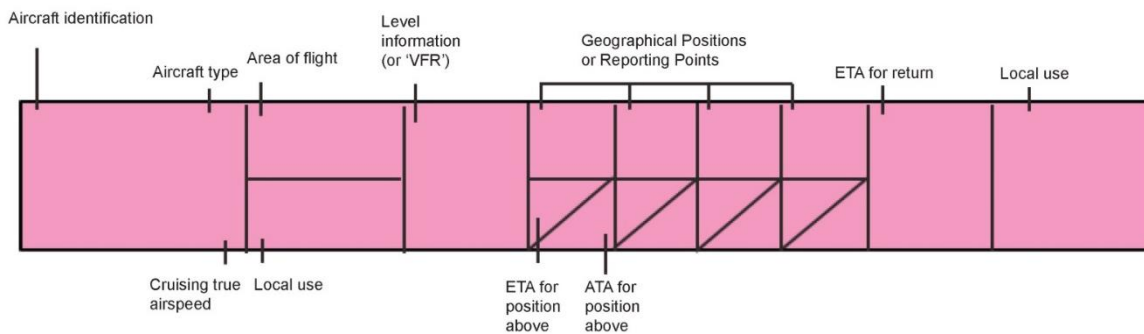 Aircraft identification
Aircraft type
Area of flight
Level
information
(or ‘VFR’)
Geographical Positions
or Reporting Points
ETA for return
Local use
Cruising true
airspeed
Local use
ETA for
position
above
ATA for
position
above